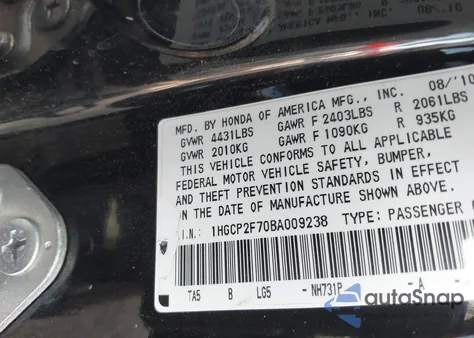 MFD. BY HONDA OF AMERICA MFG., INC. 08/'10
GVWR 4431LBS GAWR F 2403LBS R 2061LBS
GVWR 2010KG GAWR F 1090KG R 935KG
THIS VEHICLE CONFORMS TO ALL APPLICABLE
FEDERAL MOTOR VEHICLE SAFETY, BUMPER,
AND THEFT PREVENTION STANDARDS IN EFFECT
ON THE DATE OF MANUFACTURE SHOWN ABOVE.
I.N.: 1HGCP2F70BA009238 TYPE: PASSENGER
TA5 B LG5 - NH731P -A-
autoSnap